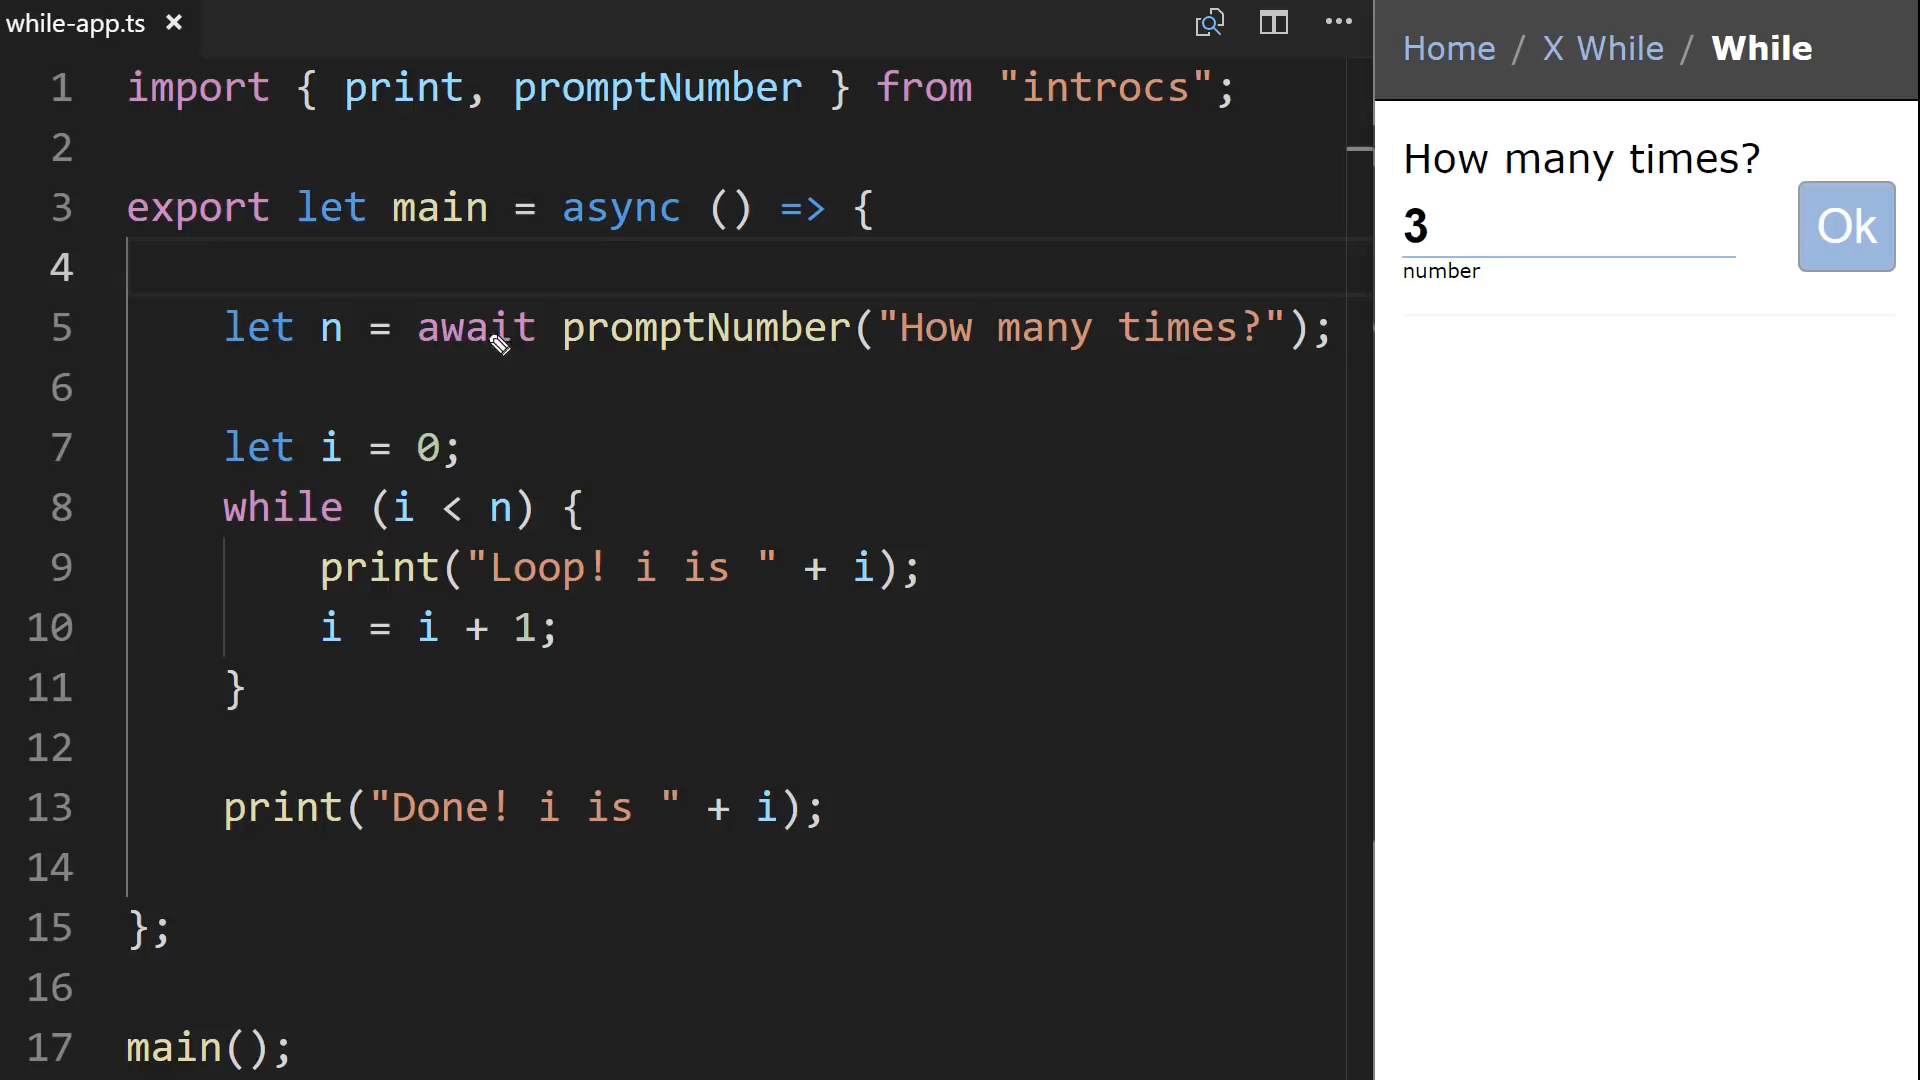 while-app.ts
1 import { print, promptNumber } from "introcs";
2
3 export let main = async () => {
4
5 let n = await promptNumber("How many times?");
6
7 let i = 0;
8 while (i < n) {
9 print("Loop! i is " + i);
10 i = i + 1;
11 }
12
13 print("Done! i is " + i);
14
15 };
16
17 main();
Home / X While / While
How many times?
3
Ok
number